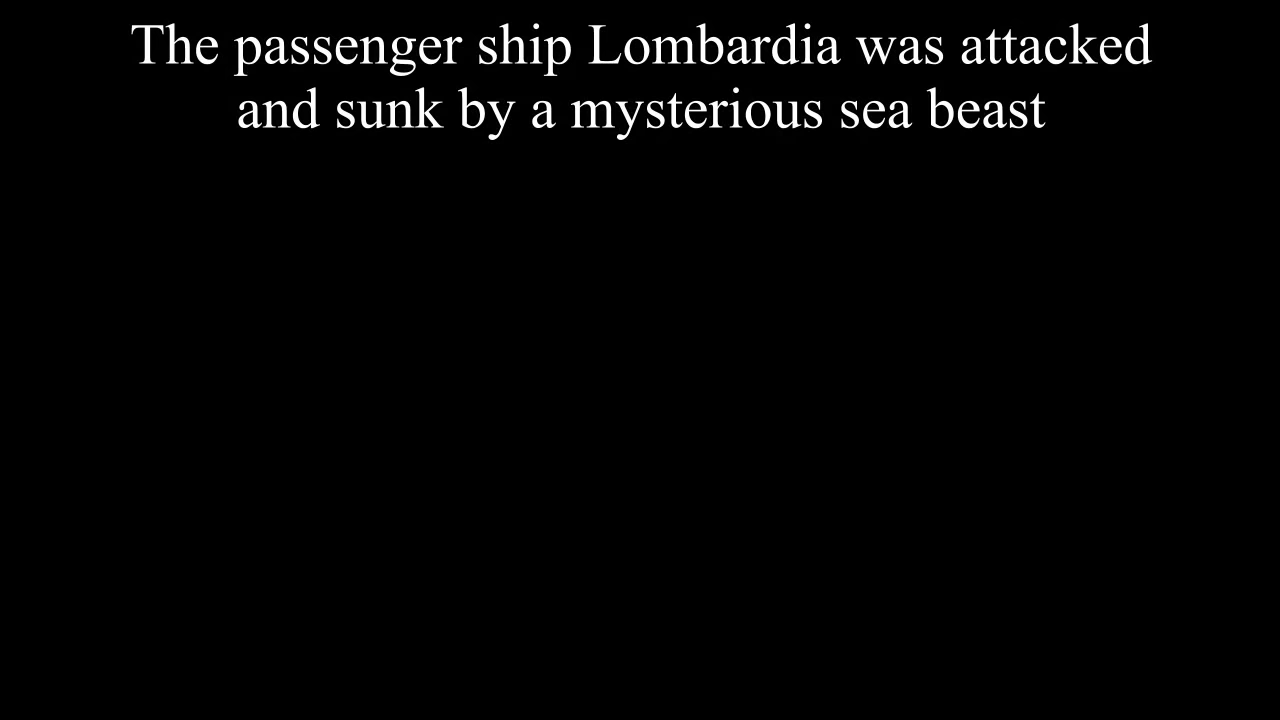 The passenger ship Lombardia was attacked
and sunk by a mysterious sea beast